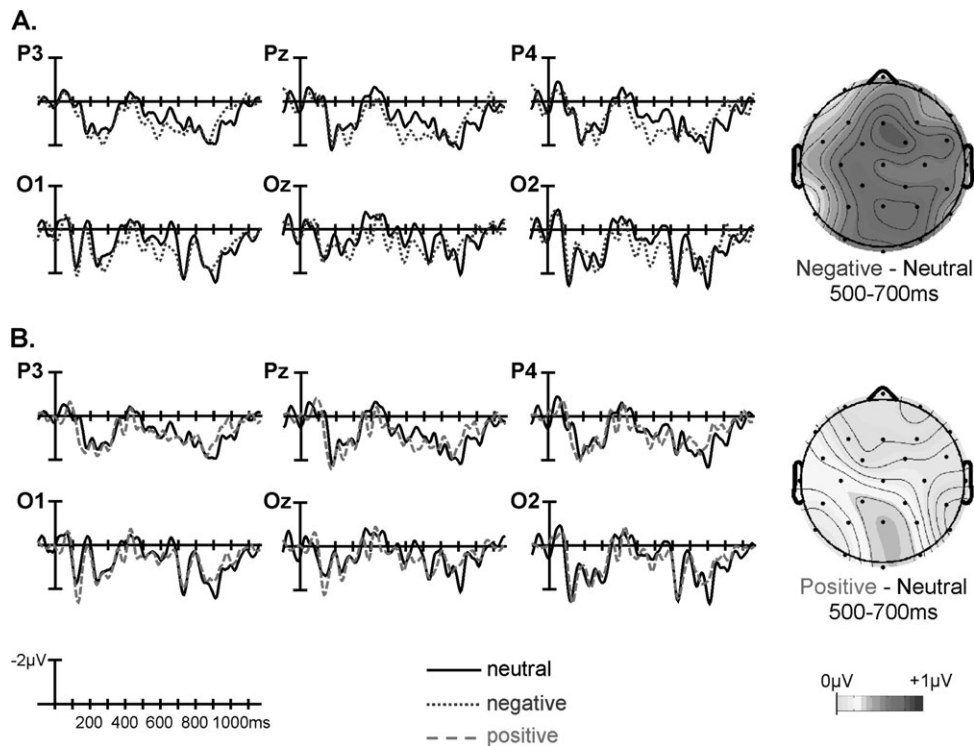 A.
P3 Pz P4
O1 Oz O2
Negative - Neutral
500-700ms
B.
P3 Pz P4
O1 Oz O2
Positive - Neutral
500-700ms
-2µV
200 400 600 800 1000ms
neutral
negative
positive
0µV +1µV